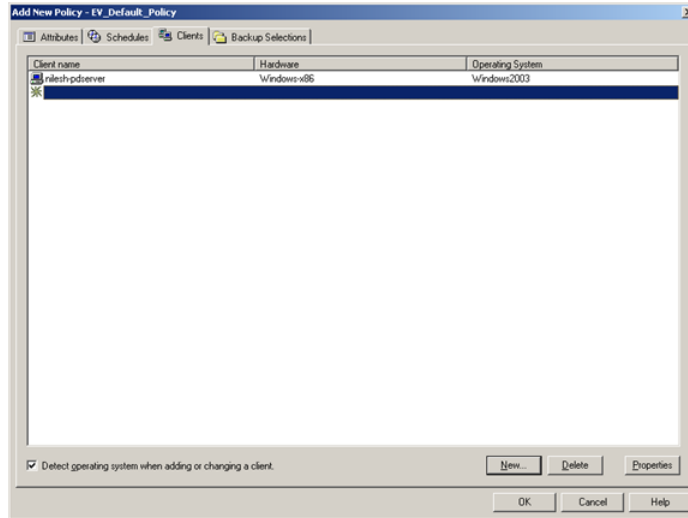 Add New Policy - EV_Default_Policy
Attributes Schedules Clients Backup Selections
Client name Hardware Operating System
nilesh-pdserver Windows-x86 Windows2003
Detect operating system when adding or changing a client.
New... Delete Properties
OK Cancel Help